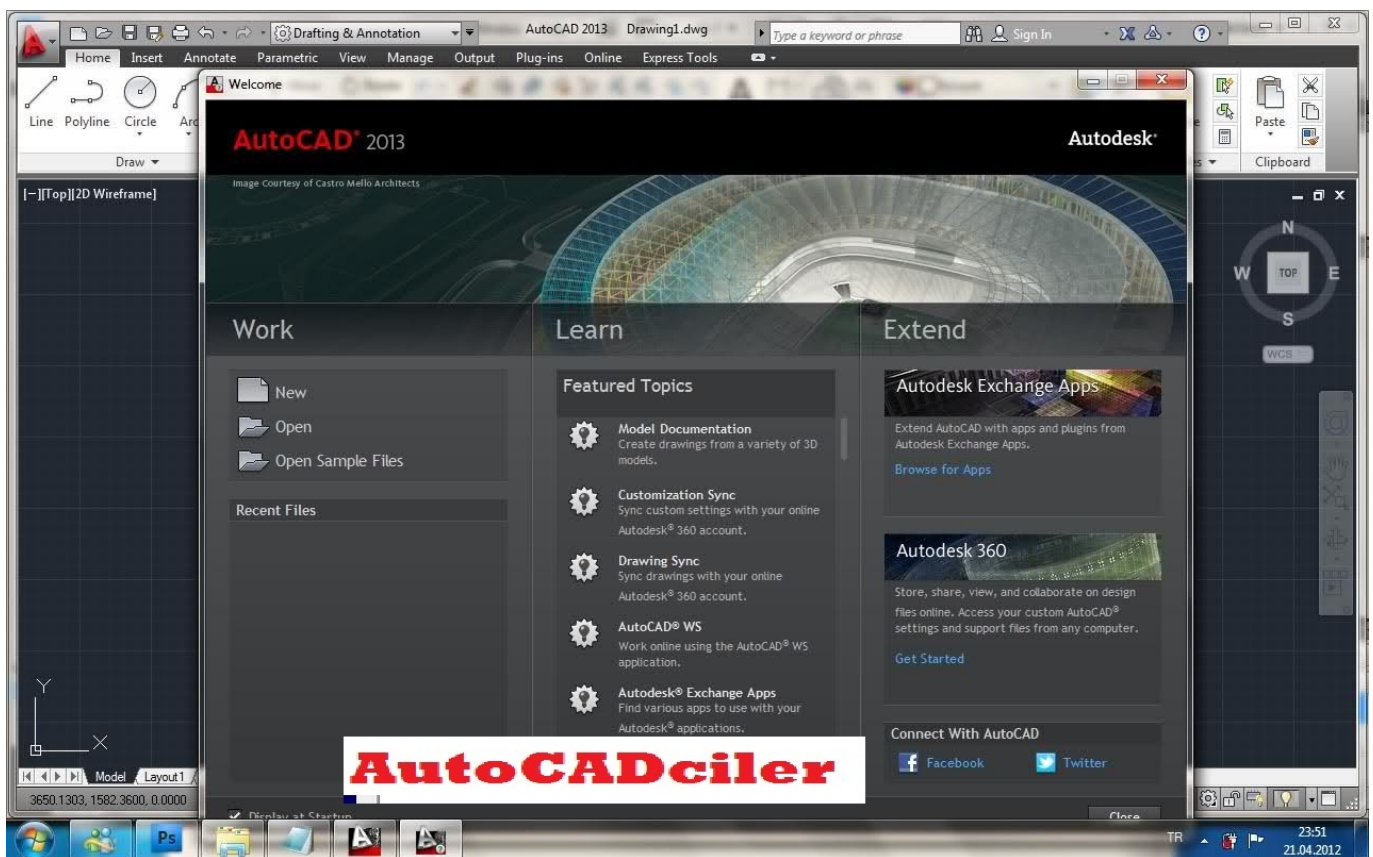 Drafting & Annotation
AutoCAD 2013 Drawing1.dwg
Type a keyword or phrase
Sign In
Home Insert Annotate Parametric View Manage Output Plug-ins Online Express Tools
Welcome
Line Polyline Circle Arc
Paste
Draw
Clipboard
AutoCAD® 2013
Autodesk®
Image Courtesy of Castro Mello Architects
[−][Top][2D Wireframe]
N
W TOP E
S
WCS
Work
New
Open
Open Sample Files
Recent Files
Learn
Featured Topics
Model Documentation
Create drawings from a variety of 3D
models.
Customization Sync
Sync custom settings with your online
Autodesk® 360 account.
Drawing Sync
Sync drawings with your online
Autodesk® 360 account.
AutoCAD® WS
Work online using the AutoCAD® WS
application.
Autodesk® Exchange Apps
Find various apps to use with your
Autodesk® applications.
Extend
Autodesk Exchange Apps
Extend AutoCAD with apps and plugins from
Autodesk Exchange Apps.
Browse for Apps
Autodesk 360
Store, share, view, and collaborate on design
files online. Access your custom AutoCAD®
settings and support files from any computer.
Get Started
Connect With AutoCAD
Facebook Twitter
AutoCADciler
Display at Startup
Close
Y
X
Model Layout1
3650.1303, 1582.3600, 0.0000
Ps
TR
23:51
21.04.2012